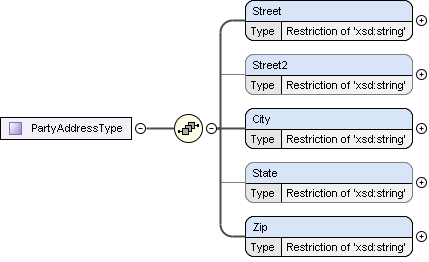 Street
Type Restriction of 'xsd:string'
Street2
Type Restriction of 'xsd:string'
PartyAddressType
City
Type Restriction of 'xsd:string'
State
Type Restriction of 'xsd:string'
Zip
Type Restriction of 'xsd:string'